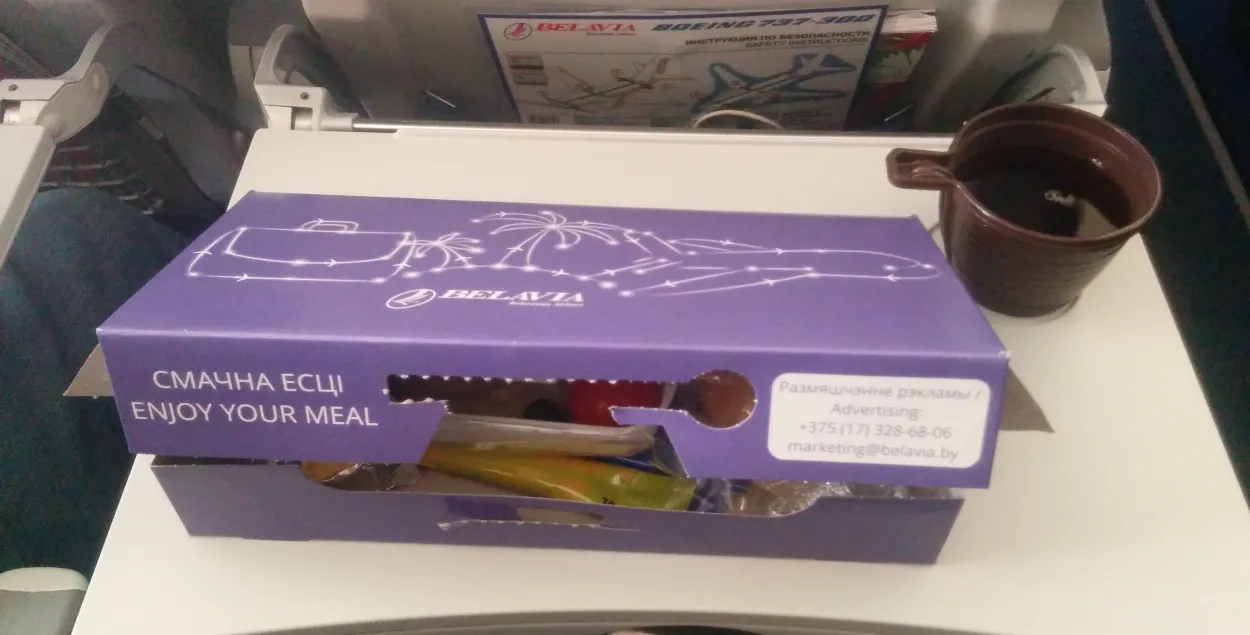 BELAVIA BOEING 737-300
ИНСТРУКЦИЯ ПО БЕЗОПАСНОСТИ
SAFETY INSTRUCTIONS
BELAVIA
СМАЧНА ЕСЦІ
ENJOY YOUR MEAL
Размяшчэнне рэкламы /
Advertising:
+375 (17) 328-68-06
marketing@belavia.by